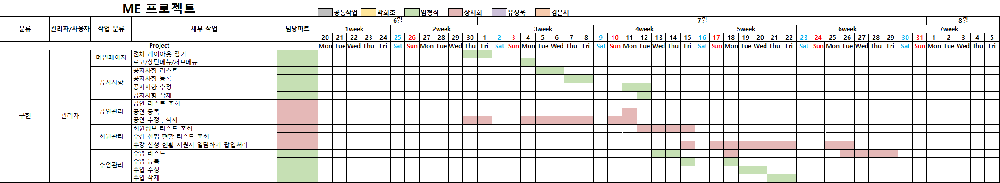 ME 프로젝트
공통작업 박희조 임형식 장서희 유성욱 김은서
분류 관리자/사용자 작업 분류 세부 작업 담당파트 6월 7월 8월
1week 2week 3week 4week 5week 6week 7week
20 21 22 23 24 25 26 27 28 29 30 1 2 3 4 5 6 7 8 9 10 11 12 13 14 15 16 17 18 19 20 21 22 23 24 25 26 27 28 29 30 31 1 2 3 4 5
Project Mon Tue Wed Thu Fri Sat Sun Mon Tue Wed Thu Fri Sat Sun Mon Tue Wed Thu Fri Sat Sun Mon Tue Wed Thu Fri Sat Sun Mon Tue Wed Thu Fri Sat Sun Mon Tue Wed Thu Fri Sat Sun Mon Tue Wed Thu Fri
구현 관리자 메인페이지 전체 레이아웃 잡기
로고/상단메뉴/서브메뉴
공지사항 공지사항 리스트
공지사항 등록
공지사항 수정
공지사항 삭제
공연관리 공연 리스트 조회
공연 등록
공연 수정 , 삭제
회원관리 회원정보 리스트 조회
수강 신청 현황 리스트 조회
수강 신청 현황 지원서 열람하기 팝업처리
수업관리 수업 리스트
수업 등록
수업 수정
수업 삭제